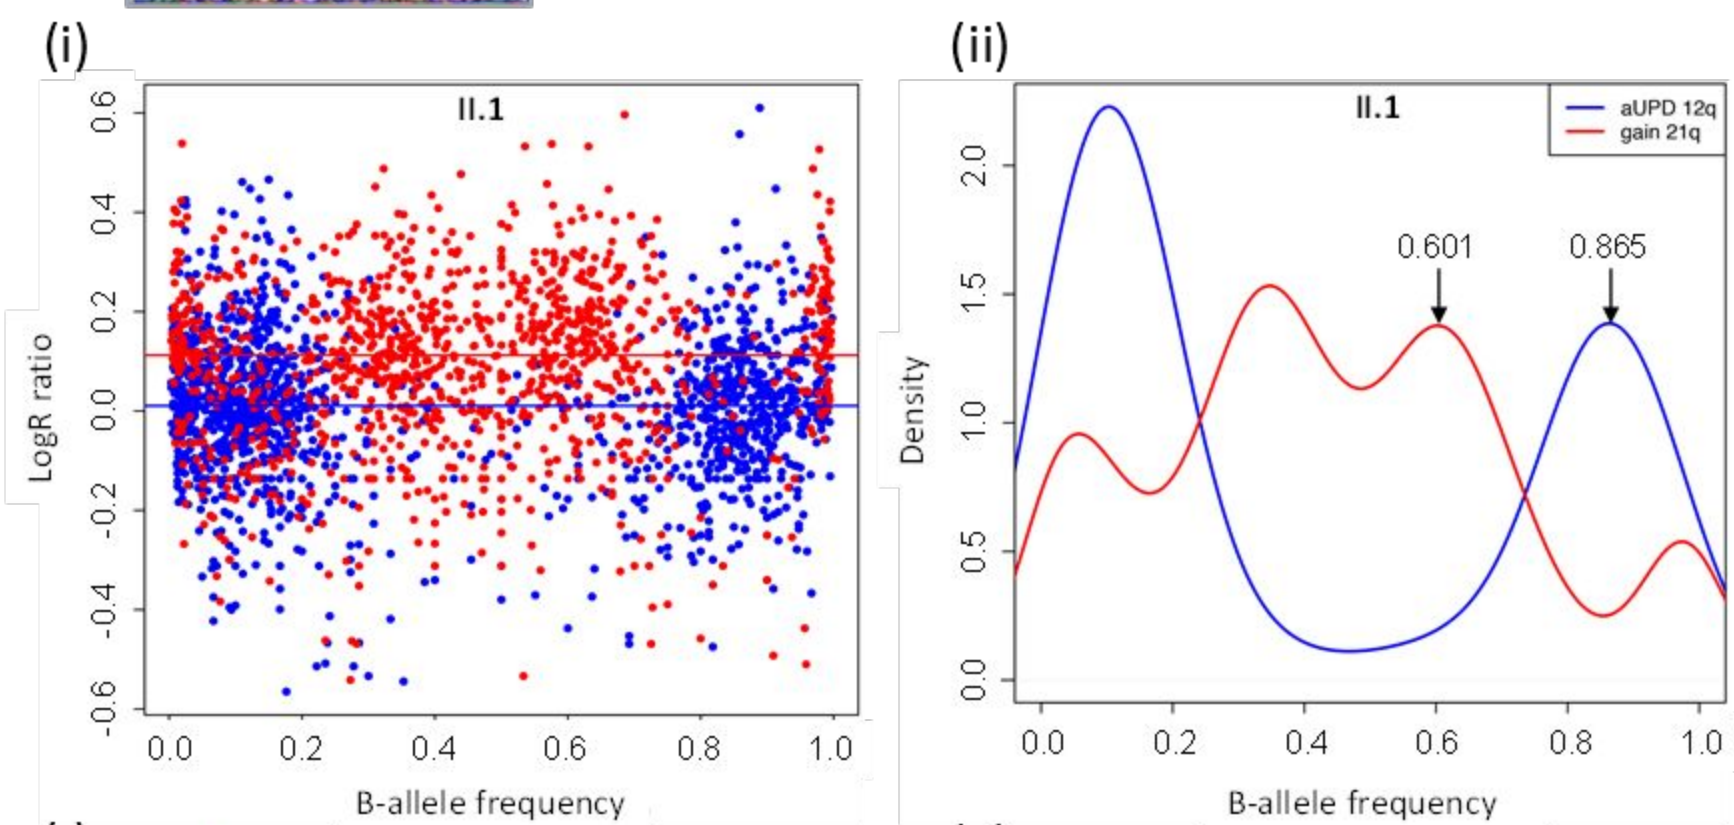 (i)
II.1
0.6
0.4
0.2
0.0
-0.2
-0.4
-0.6
LogR ratio
0.0 0.2 0.4 0.6 0.8 1.0
B-allele frequency
(ii)
II.1
aUPD 12q
gain 21q
0.601
0.865
2.0
1.5
1.0
0.5
0.0
Density
0.0 0.2 0.4 0.6 0.8 1.0
B-allele frequency